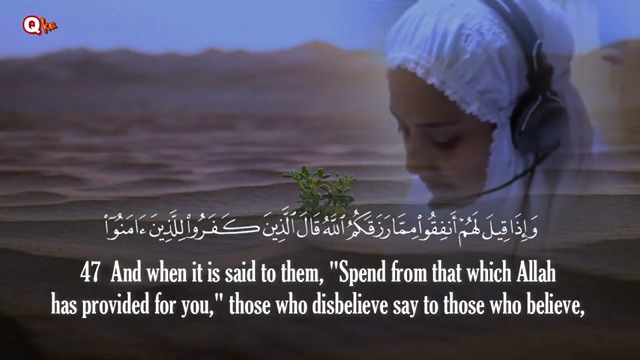 Q
وَإِذَا قِيلَ لَهُمْ أَنفِقُوا۟ مِمَّا رَزَقَكُمُ ٱللَّهُ قَالَ ٱلَّذِينَ كَفَرُوا۟ لِلَّذِينَ ءَامَنُوٓا۟
47 And when it is said to them, "Spend from that which Allah
has provided for you," those who disbelieve say to those who believe,